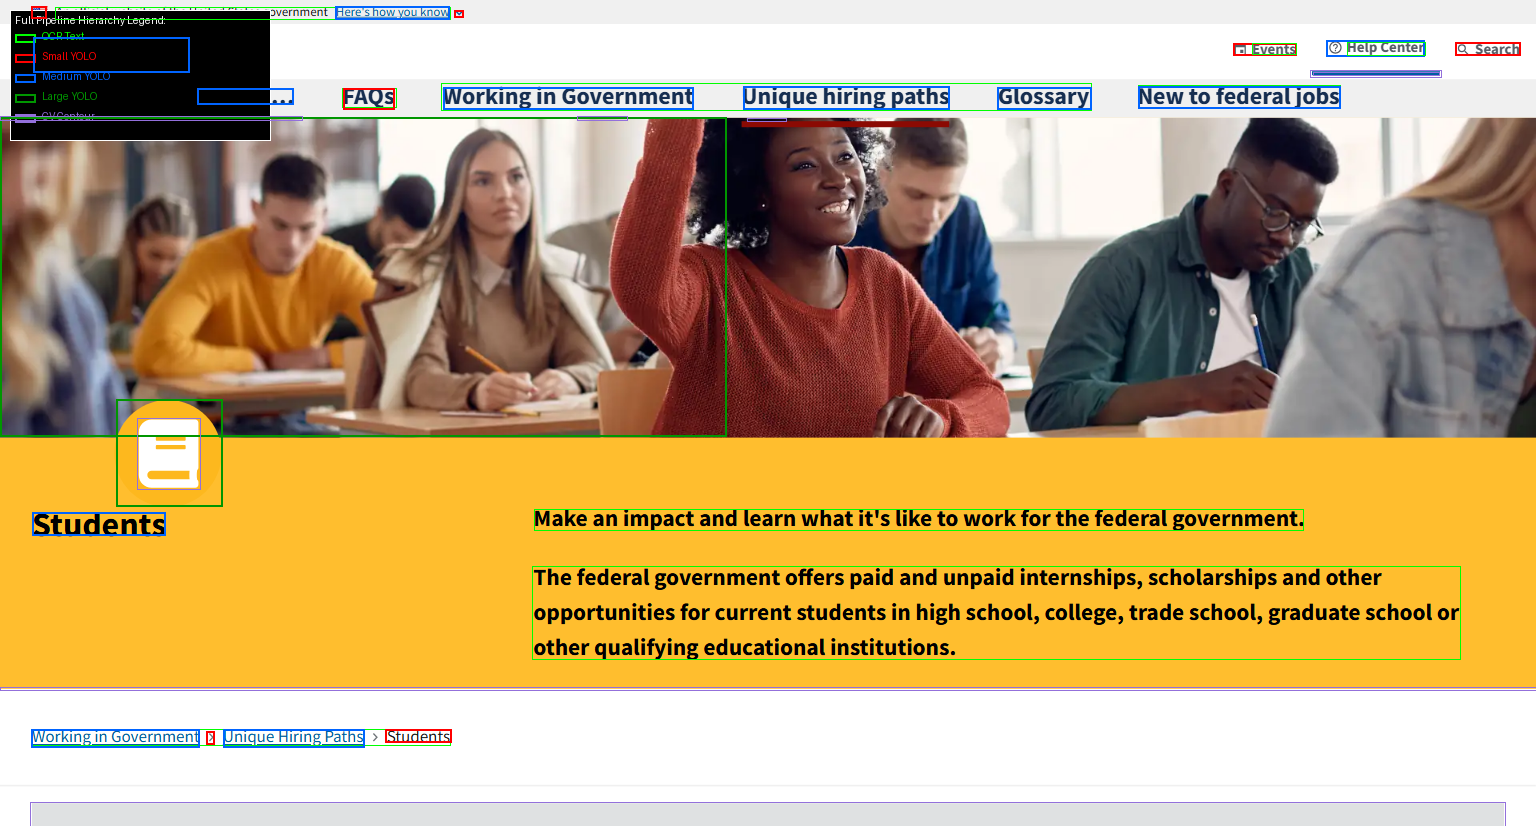 Full Pipeline Hierarchy Legend:
OCR Text
Small YOLO
Medium YOLO
Large YOLO
CV Contour
Here's how you know
Events
Help Center
Search
...
FAQs
Working in Government
Unique hiring paths
Glossary
New to federal jobs
Students
Make an impact and learn what it's like to work for the federal government.
The federal government offers paid and unpaid internships, scholarships and other
opportunities for current students in high school, college, trade school, graduate school or
other qualifying educational institutions.
Working in Government > Unique Hiring Paths > Students